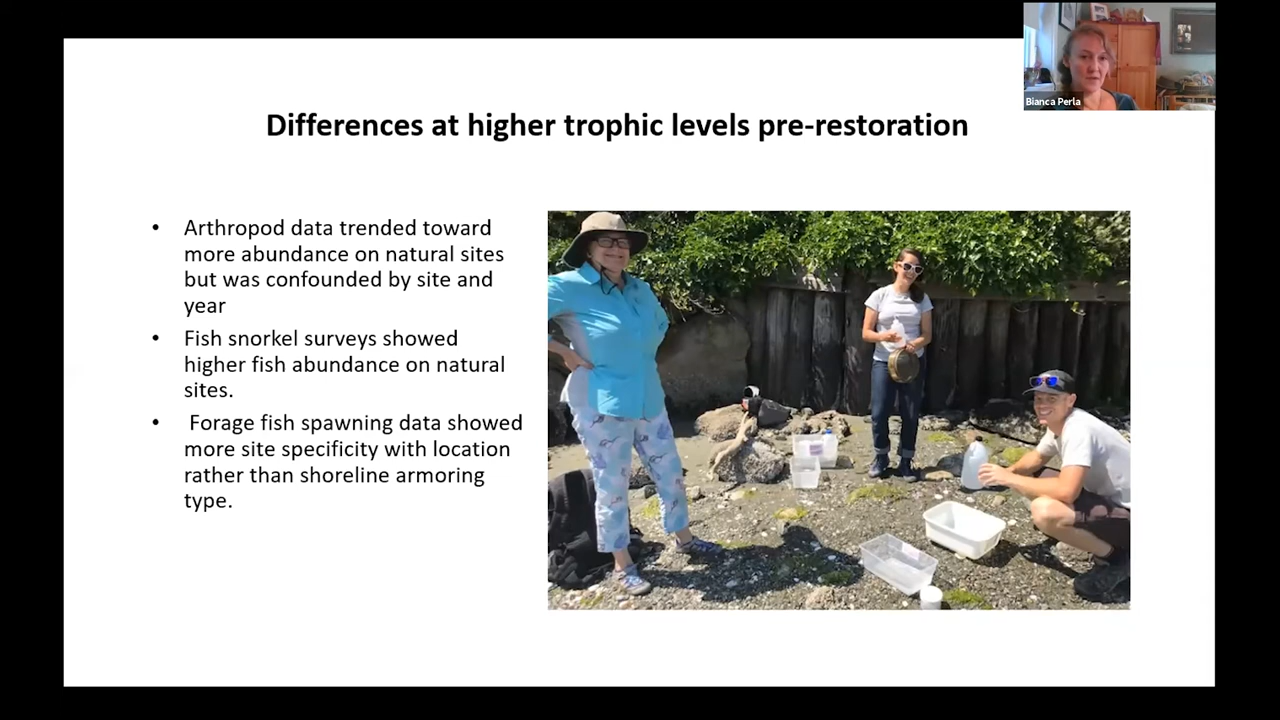 Bianca Perla
Differences at higher trophic levels pre-restoration
• Arthropod data trended toward
more abundance on natural sites
but was confounded by site and
year
• Fish snorkel surveys showed
higher fish abundance on natural
sites.
• Forage fish spawning data showed
more site specificity with location
rather than shoreline armoring
type.